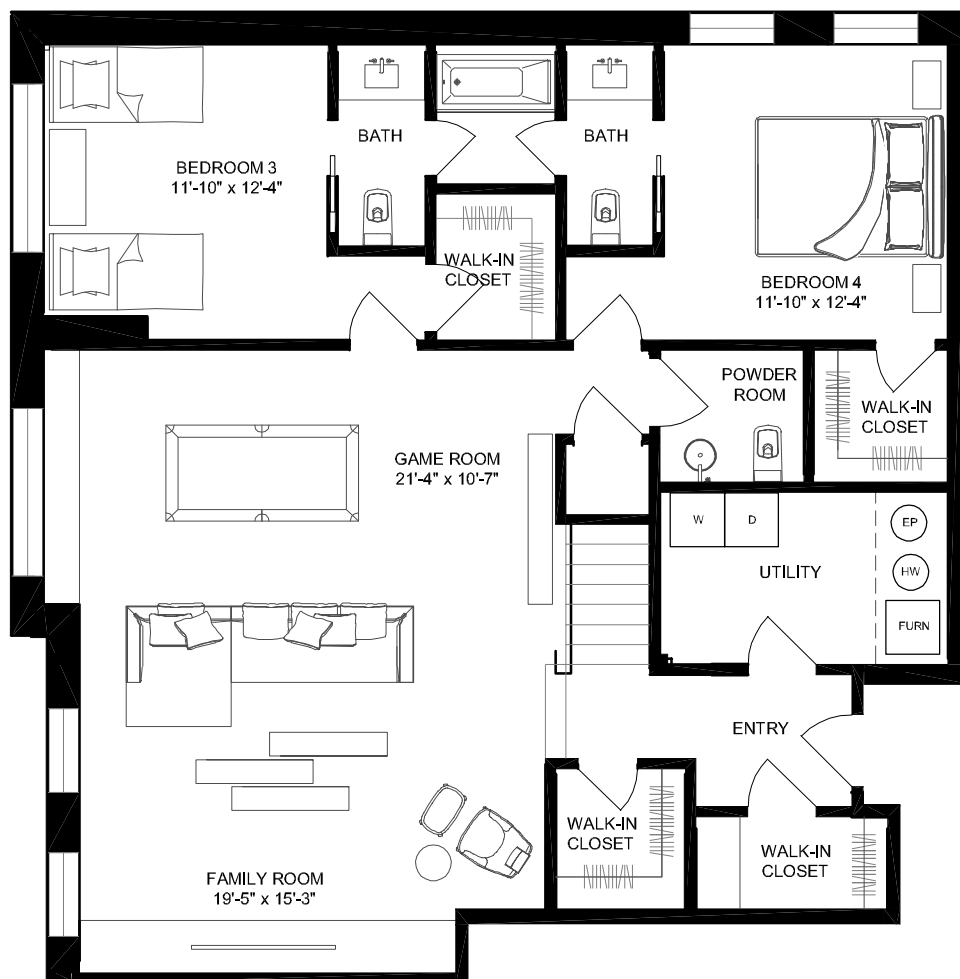 BATH
BATH
BEDROOM 3
11'-10" x 12'-4"
WALK-IN
CLOSET
BEDROOM 4
11'-10" x 12'-4"
POWDER
ROOM
WALK-IN
CLOSET
GAME ROOM
21'-4" x 10'-7"
W
D
EP
UTILITY
HW
FURN
ENTRY
WALK-IN
CLOSET
WALK-IN
CLOSET
FAMILY ROOM
19'-5" x 15'-3"